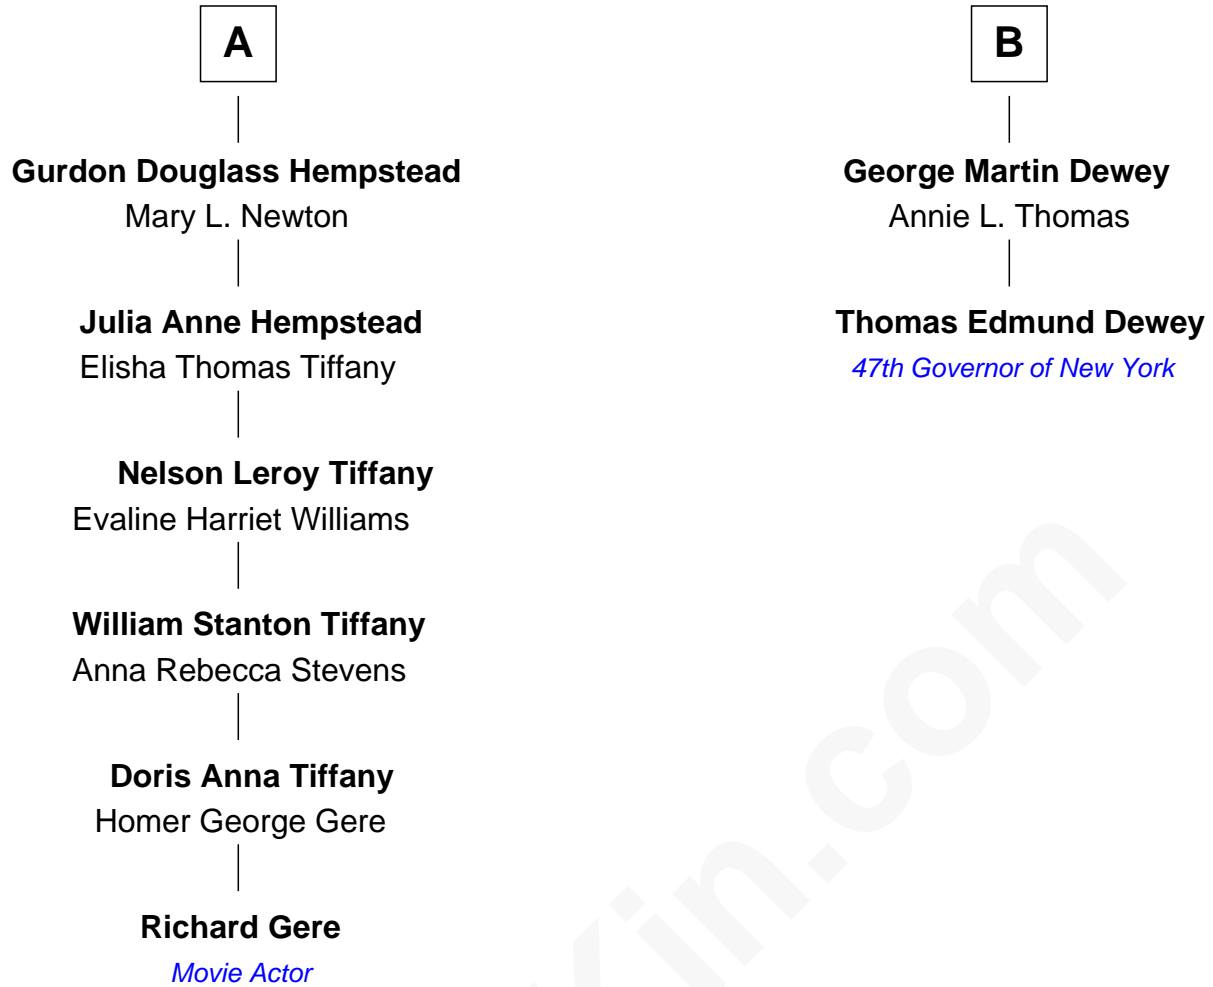 A
Gurdon Douglass Hempstead
Mary L. Newton
Julia Anne Hempstead
Elisha Thomas Tiffany
Nelson Leroy Tiffany
Evaline Harriet Williams
William Stanton Tiffany
Anna Rebecca Stevens
Doris Anna Tiffany
Homer George Gere
Richard Gere
Movie Actor
B
George Martin Dewey
Annie L. Thomas
Thomas Edmund Dewey
47th Governor of New York
Kin.com